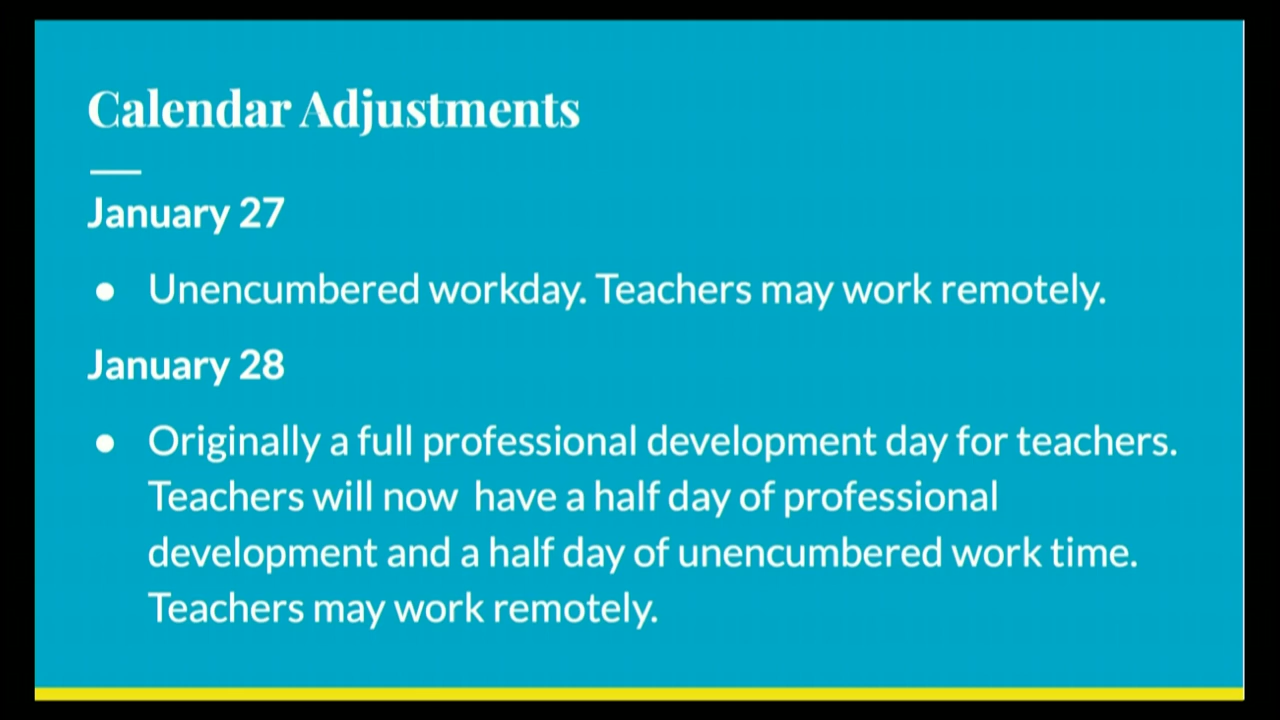 Calendar Adjustments
January 27
● Unencumbered workday. Teachers may work remotely.
January 28
● Originally a full professional development day for teachers.
Teachers will now have a half day of professional
development and a half day of unencumbered work time.
Teachers may work remotely.